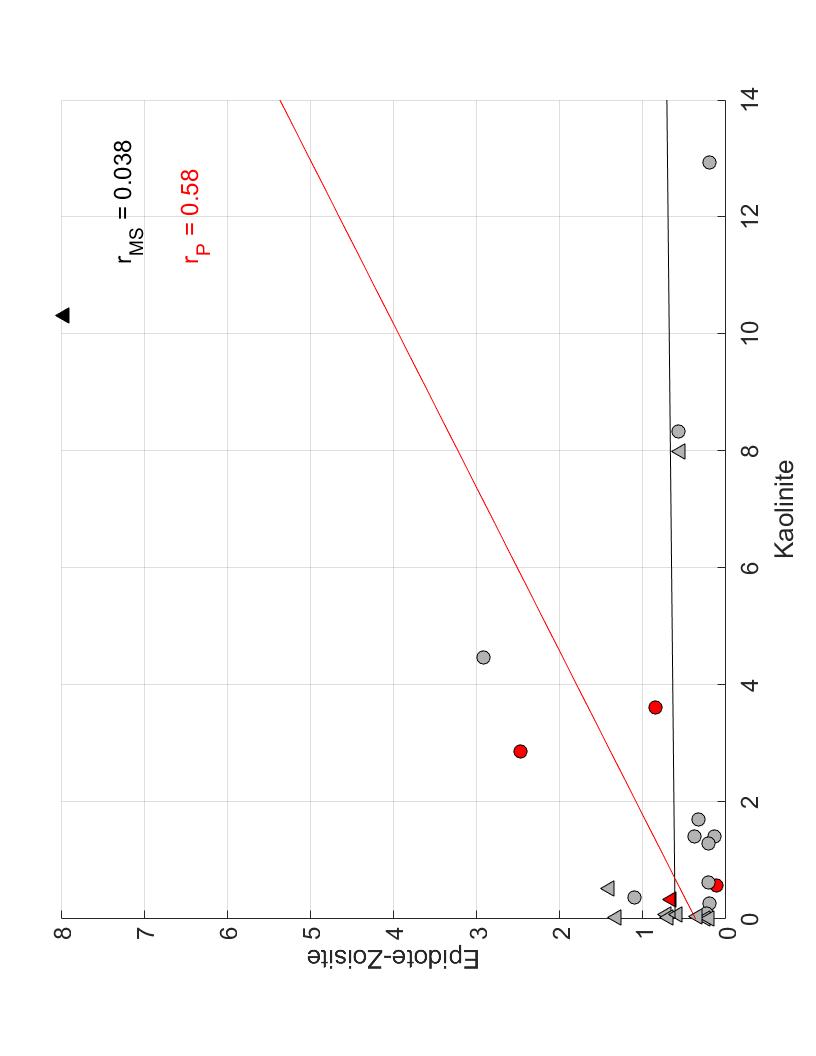 8
7
6
5
4
3
2
1
0
Epidote-Zoisite
r_MS = 0.038
r_P = 0.58
0 2 4 6 8 10 12 14
Kaolinite